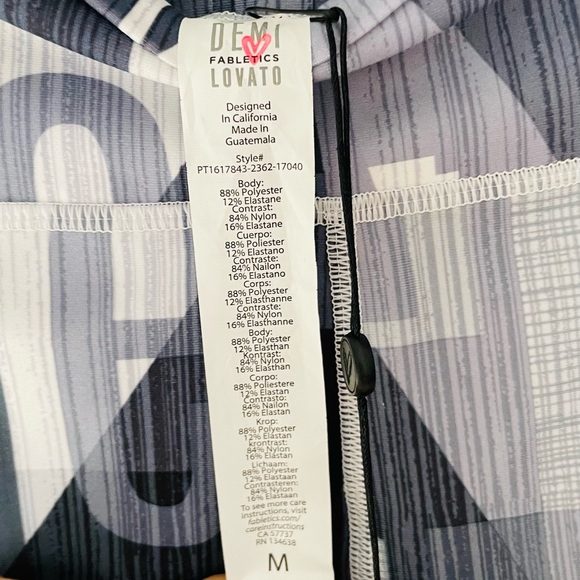 DEMI
FABLETICS
LOVATO
Designed
In California
Made In
Guatemala
Style#
PT1617843-2362-17040
Body:
88% Polyester
12% Elastane
Contrast:
84% Nylon
16% Elastane
Cuerpo:
88% Poliester
12% Elastano
Contraste:
84% Nailon
16% Elastano
Corps:
88% Polyester
12% Elasthanne
Contraste:
84% Nylon
16% Elasthanne
Body:
88% Polyester
12% Elasthan
Kontrast:
84% Nylon
16% Elasthan
Corpo:
88% Poliestere
12% Elastan
Contrasto:
84% Nailon
16% Elastan
Krop:
88% Polyester
12% Elastan
krontrast:
84% Nylon
16% Elastan
Lichaam:
88% Polyester
12% Elastaan
Contrasteren:
84% Nylon
16% Elastaan
To see more care
instructions, visit
fabletics.com/
careinstructions
CA 57737
RN 134638
M